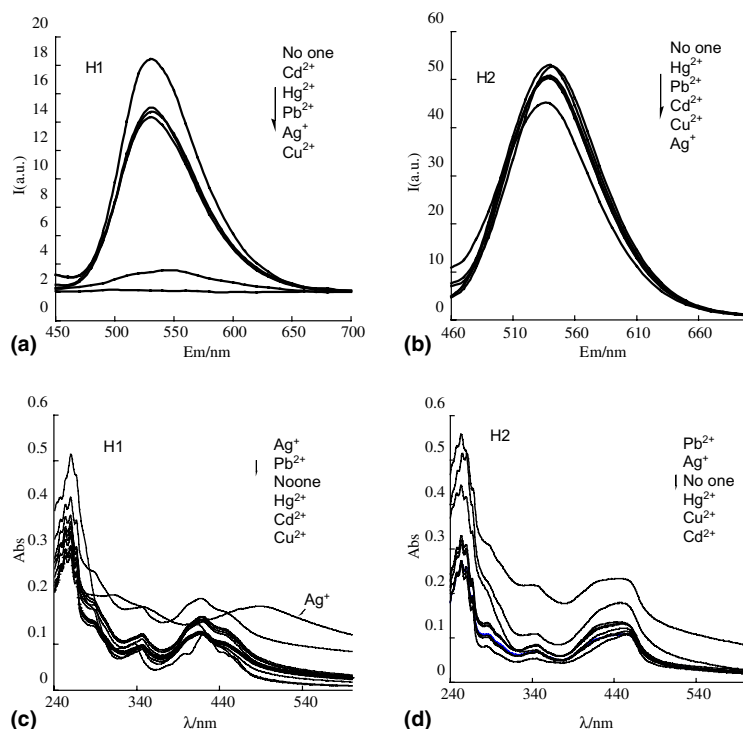 20
18
16
14
12
10
8
6
4
2
0
I(a.u.)
H1
No one
Cd²⁺
Hg²⁺
Pb²⁺
Ag⁺
Cu²⁺
450 500 550 600 650 700
Em/nm
(a)
60
50
40
30
20
10
0
I(a.u.)
H2
No one
Hg²⁺
Pb²⁺
Cd²⁺
Cu²⁺
Ag⁺
460 510 560 610 660
Em/nm
(b)
0.6
0.5
0.4
0.3
0.2
0.1
0
Abs
H1
Ag⁺
Pb²⁺
Noone
Hg²⁺
Cd²⁺
Cu²⁺
Ag⁺
240 340 440 540
λ/nm
(c)
0.6
0.5
0.4
0.3
0.2
0.1
0
Abs
H2
Pb²⁺
Ag⁺
No one
Hg²⁺
Cu²⁺
Cd²⁺
240 340 440 540
λ/nm
(d)